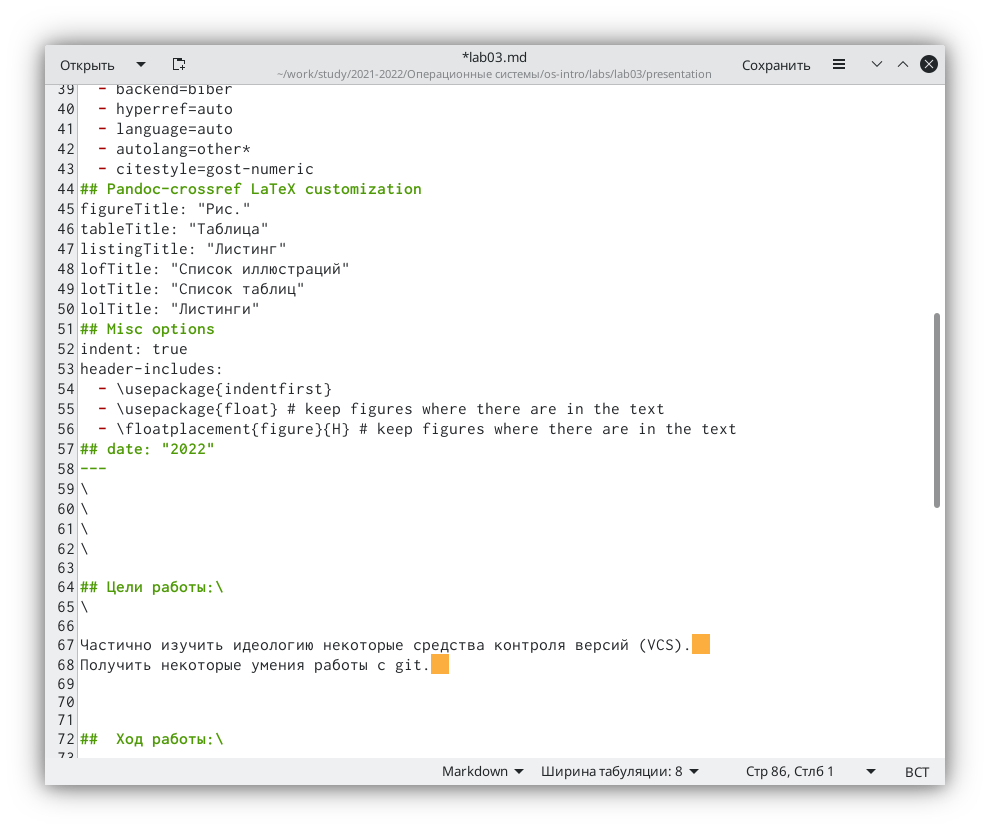 Открыть
*lab03.md
~/work/study/2021-2022/Операционные системы/os-intro/labs/lab03/presentation
Сохранить
39   - backend=biber
40   - hyperref=auto
41   - language=auto
42   - autolang=other*
43   - citestyle=gost-numeric
44 ## Pandoc-crossref LaTeX customization
45 figureTitle: "Рис."
46 tableTitle: "Таблица"
47 listingTitle: "Листинг"
48 lofTitle: "Список иллюстраций"
49 lotTitle: "Список таблиц"
50 lolTitle: "Листинги"
51 ## Misc options
52 indent: true
53 header-includes:
54   - \usepackage{indentfirst}
55   - \usepackage{float} # keep figures where there are in the text
56   - \floatplacement{figure}{H} # keep figures where there are in the text
57 ## date: "2022"
58 ---
59 \
60 \
61 \
62 \
63
64 ## Цели работы:\
65 \
66
67 Частично изучить идеологию некоторые средства контроля версий (VCS).
68 Получить некоторые умения работы с git.
69
70
71
72 ##  Ход работы:\
73
Markdown
Ширина табуляции: 8
Стр 86, Стлб 1
ВСТ